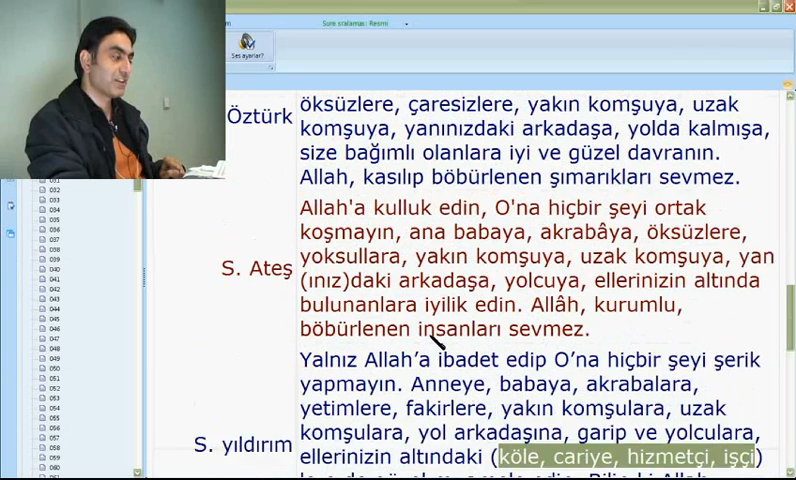 Sure sıralaması: Resmi
Ses ayarlar?
Öztürk
öksüzlere, çaresizlere, yakın komşuya, uzak
komşuya, yanınızdaki arkadaşa, yolda kalmışa,
size bağımlı olanlara iyi ve güzel davranın.
Allah, kasılıp böbürlenen şımarıkları sevmez.
S. Ateş
Allah'a kulluk edin, O'na hiçbir şeyi ortak
koşmayın, ana babaya, akrabâya, öksüzlere,
yoksullara, yakın komşuya, uzak komşuya, yan
(ınız)daki arkadaşa, yolcuya, ellerinizin altında
bulunanlara iyilik edin. Allâh, kurumlu,
böbürlenen insanları sevmez.
S. yıldırım
Yalnız Allah’a ibadet edip O’na hiçbir şeyi şerik
yapmayın. Anneye, babaya, akrabalara,
yetimlere, fakirlere, yakın komşulara, uzak
komşulara, yol arkadaşına, garip ve yolculara,
ellerinizin altındaki (köle, cariye, hizmetçi, işçi)
031
032
033
034
035
036
037
038
039
040
041
042
043
044
045
046
047
048
049
050
051
052
053
054
055
056
057
058
059
060